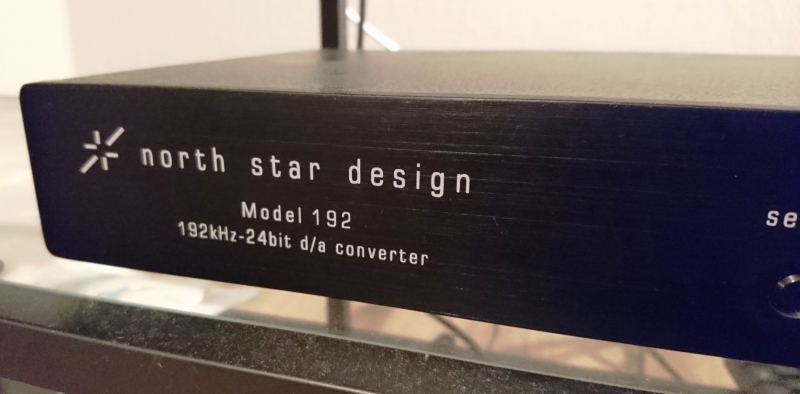 north star design
Model 192
192kHz-24bit d/a converter